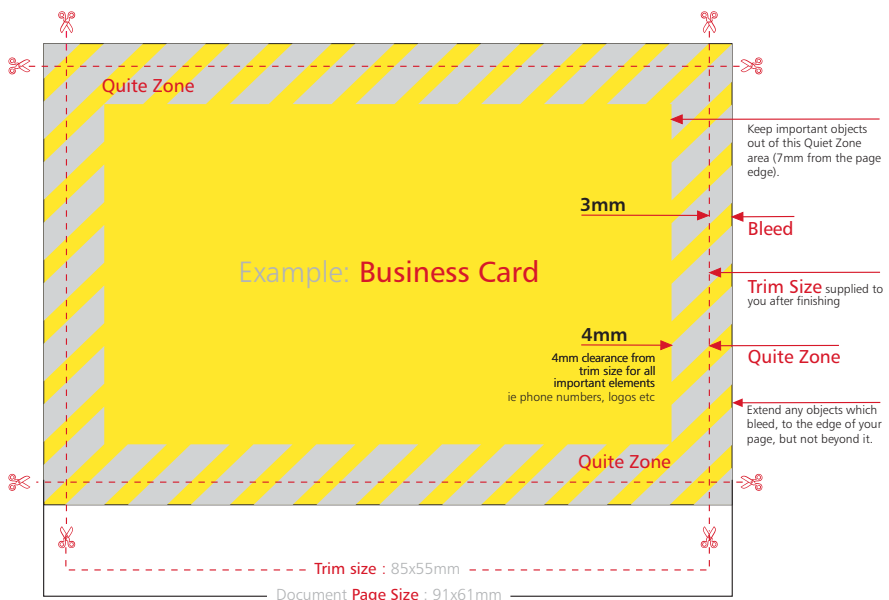 Quite Zone
Keep important objects
out of this Quiet Zone
area (7mm from the page
edge).
3mm
Bleed
Example: Business Card
Trim Size supplied to
you after finishing
4mm
4mm clearance from
trim size for all
important elements
ie phone numbers, logos etc
Quite Zone
Extend any objects which
bleed, to the edge of your
page, but not beyond it.
Quite Zone
Trim size : 85x55mm
Document Page Size : 91x61mm